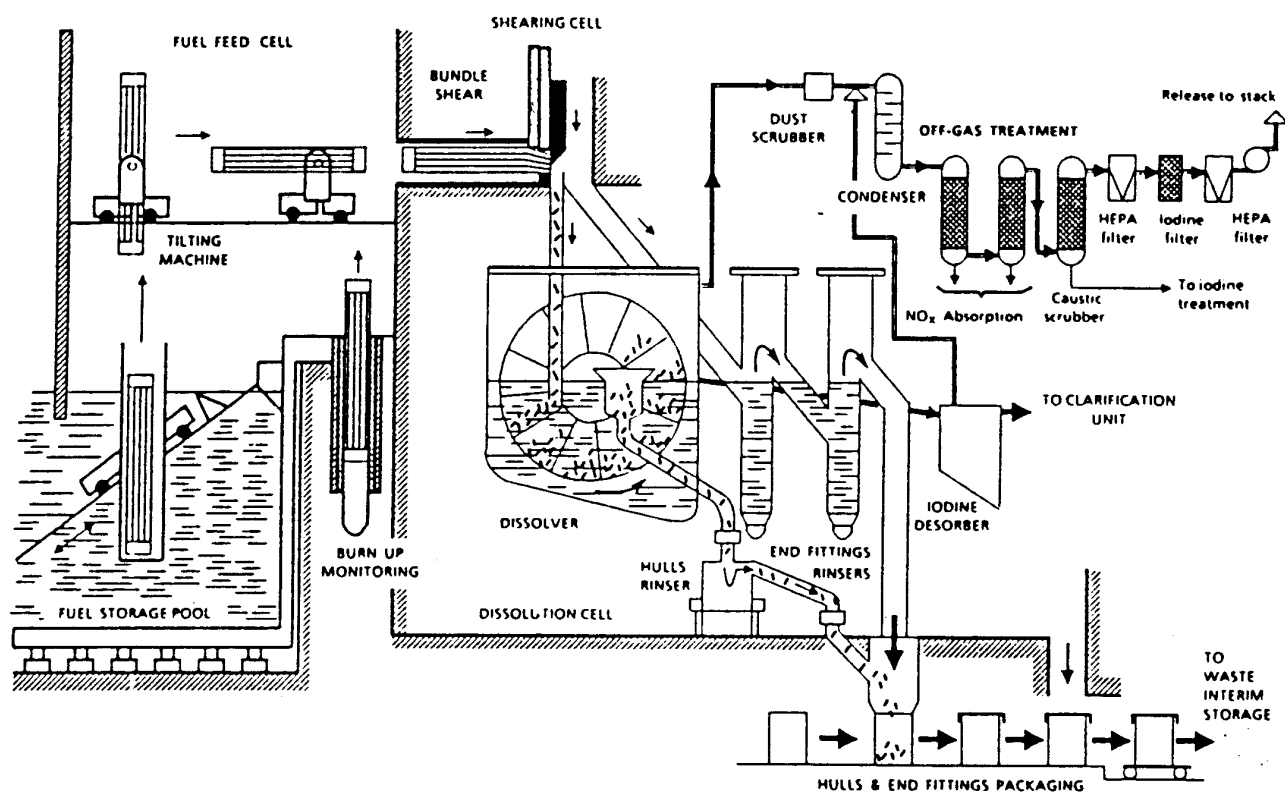 SHEARING CELL
FUEL FEED CELL
BUNDLE
SHEAR
DUST
SCRUBBER
Release to stack
OFF-GAS TREATMENT
CONDENSER
HEPA
filter
Iodine
filter
HEPA
filter
TILTING
MACHINE
NOx Absorption
Caustic
scrubber
To iodine
treatment
TO CLARIFICATION
UNIT
DISSOLVER
IODINE
DESORBER
BURN UP
MONITORING
HULLS
RINSER
END FITTINGS
RINSERS
FUEL STORAGE POOL
DISSOLUTION CELL
TO
WASTE
INTERIM
STORAGE
HULLS & END FITTINGS PACKAGING